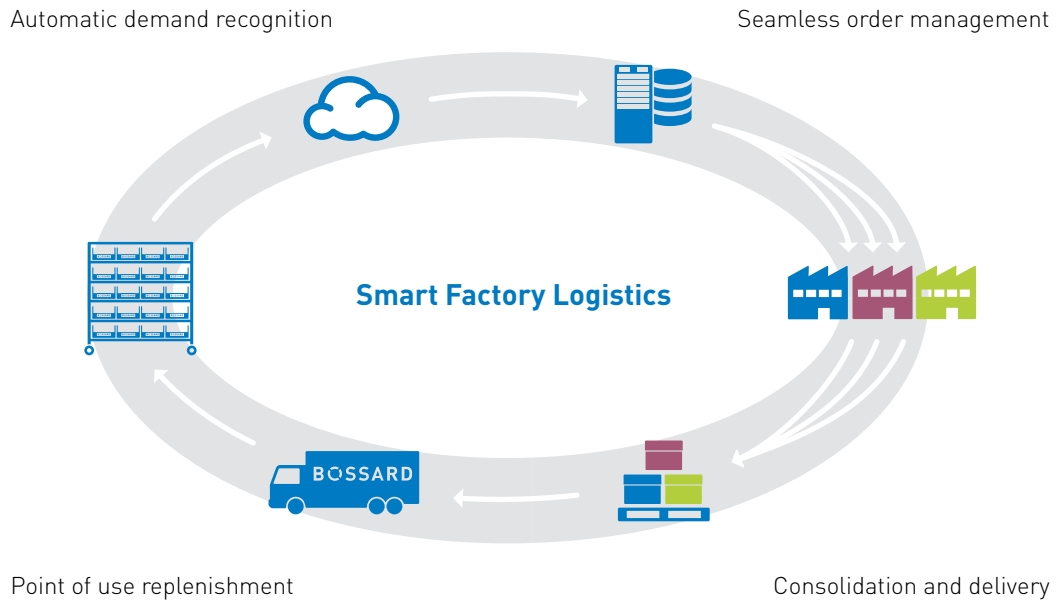 Automatic demand recognition
Seamless order management
Smart Factory Logistics
BOSSARD
Point of use replenishment
Consolidation and delivery